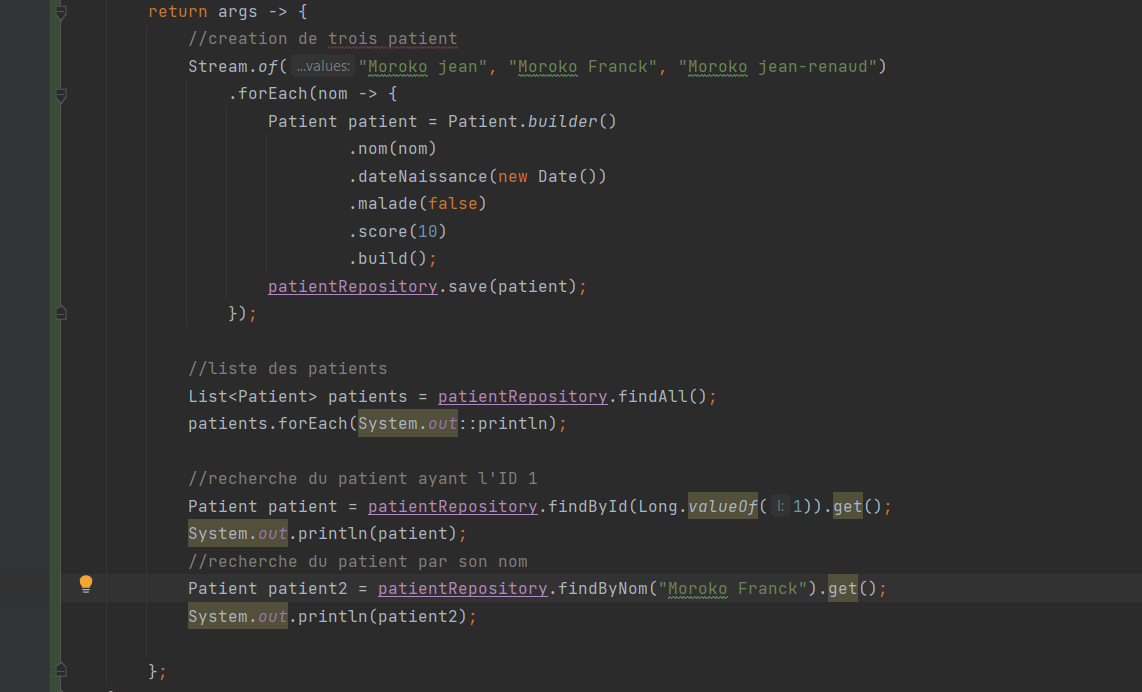 return args -> {
//creation de trois patient
Stream.of( ...values: "Moroko jean", "Moroko Franck", "Moroko jean-renaud")
.forEach(nom -> {
Patient patient = Patient.builder()
.nom(nom)
.dateNaissance(new Date())
.malade(false)
.score(10)
.build();
patientRepository.save(patient);
});
//liste des patients
List<Patient> patients = patientRepository.findAll();
patients.forEach(System.out::println);
//recherche du patient ayant l'ID 1
Patient patient = patientRepository.findById(Long.valueOf( l: 1)).get();
System.out.println(patient);
//recherche du patient par son nom
Patient patient2 = patientRepository.findByNom("Moroko Franck").get();
System.out.println(patient2);
};